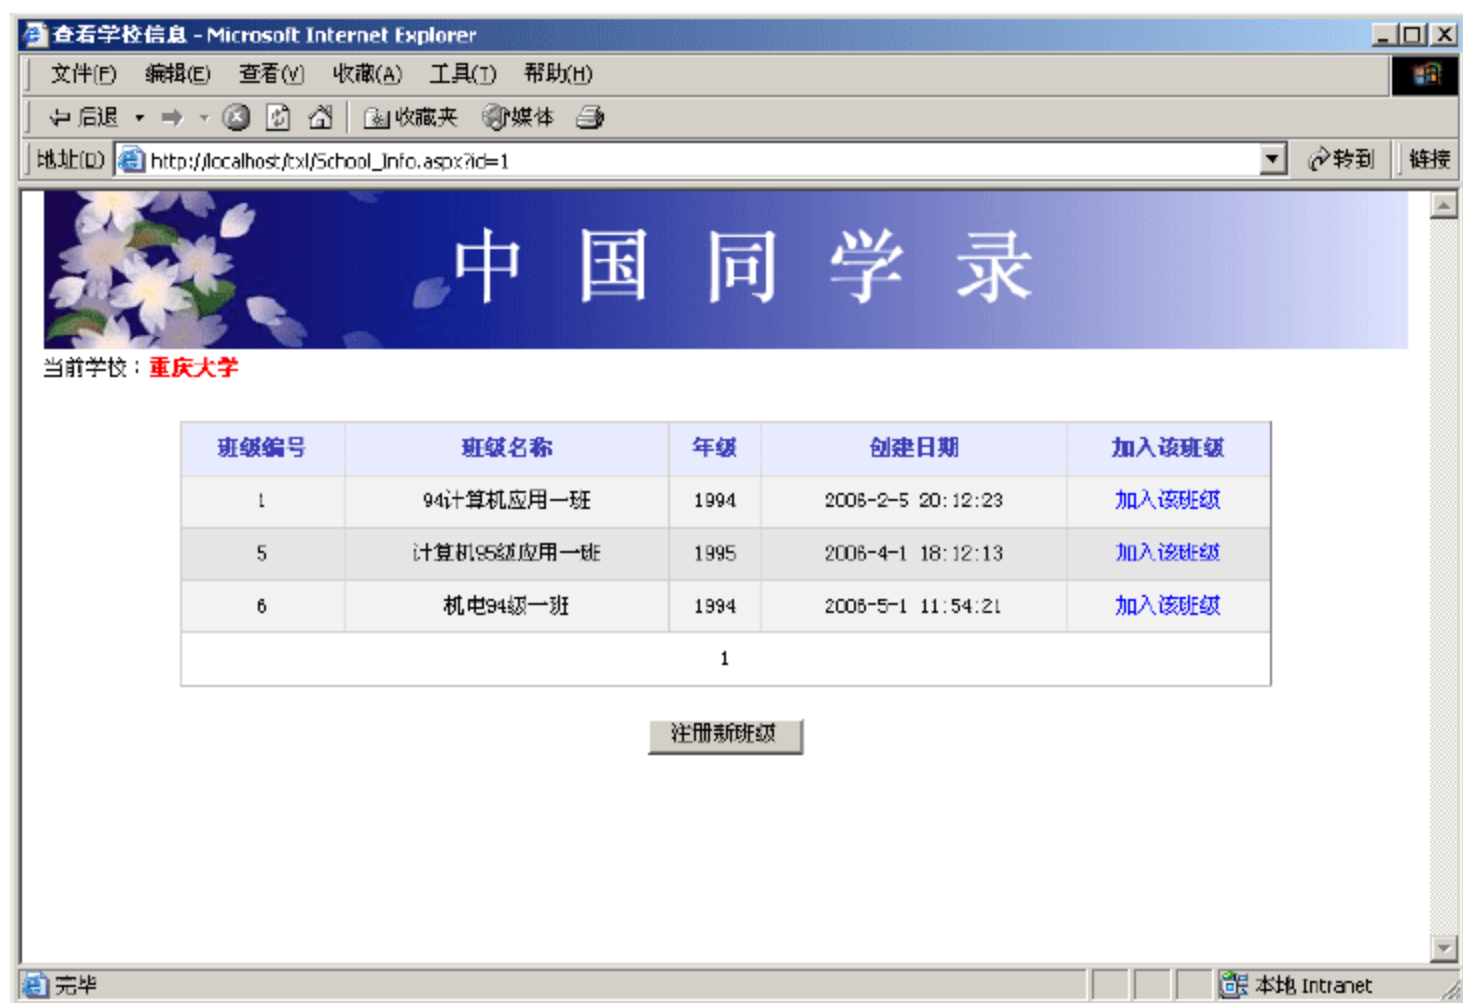 查看学校信息 - Microsoft Internet Explorer
文件(F) 编辑(E) 查看(V) 收藏(A) 工具(T) 帮助(H)
后退 收藏夹 媒体
地址(D) http://localhost/txl/School_Info.aspx?id=1 转到 链接
中国同学录
当前学校：重庆大学
班级编号 班级名称 年级 创建日期 加入该班级
1 94计算机应用一班 1994 2006-2-5 20:12:23 加入该班级
5 计算机95级应用一班 1995 2006-4-1 18:12:13 加入该班级
6 机电94级一班 1994 2006-5-1 11:54:21 加入该班级
1
注册新班级
完毕 本地 Intranet